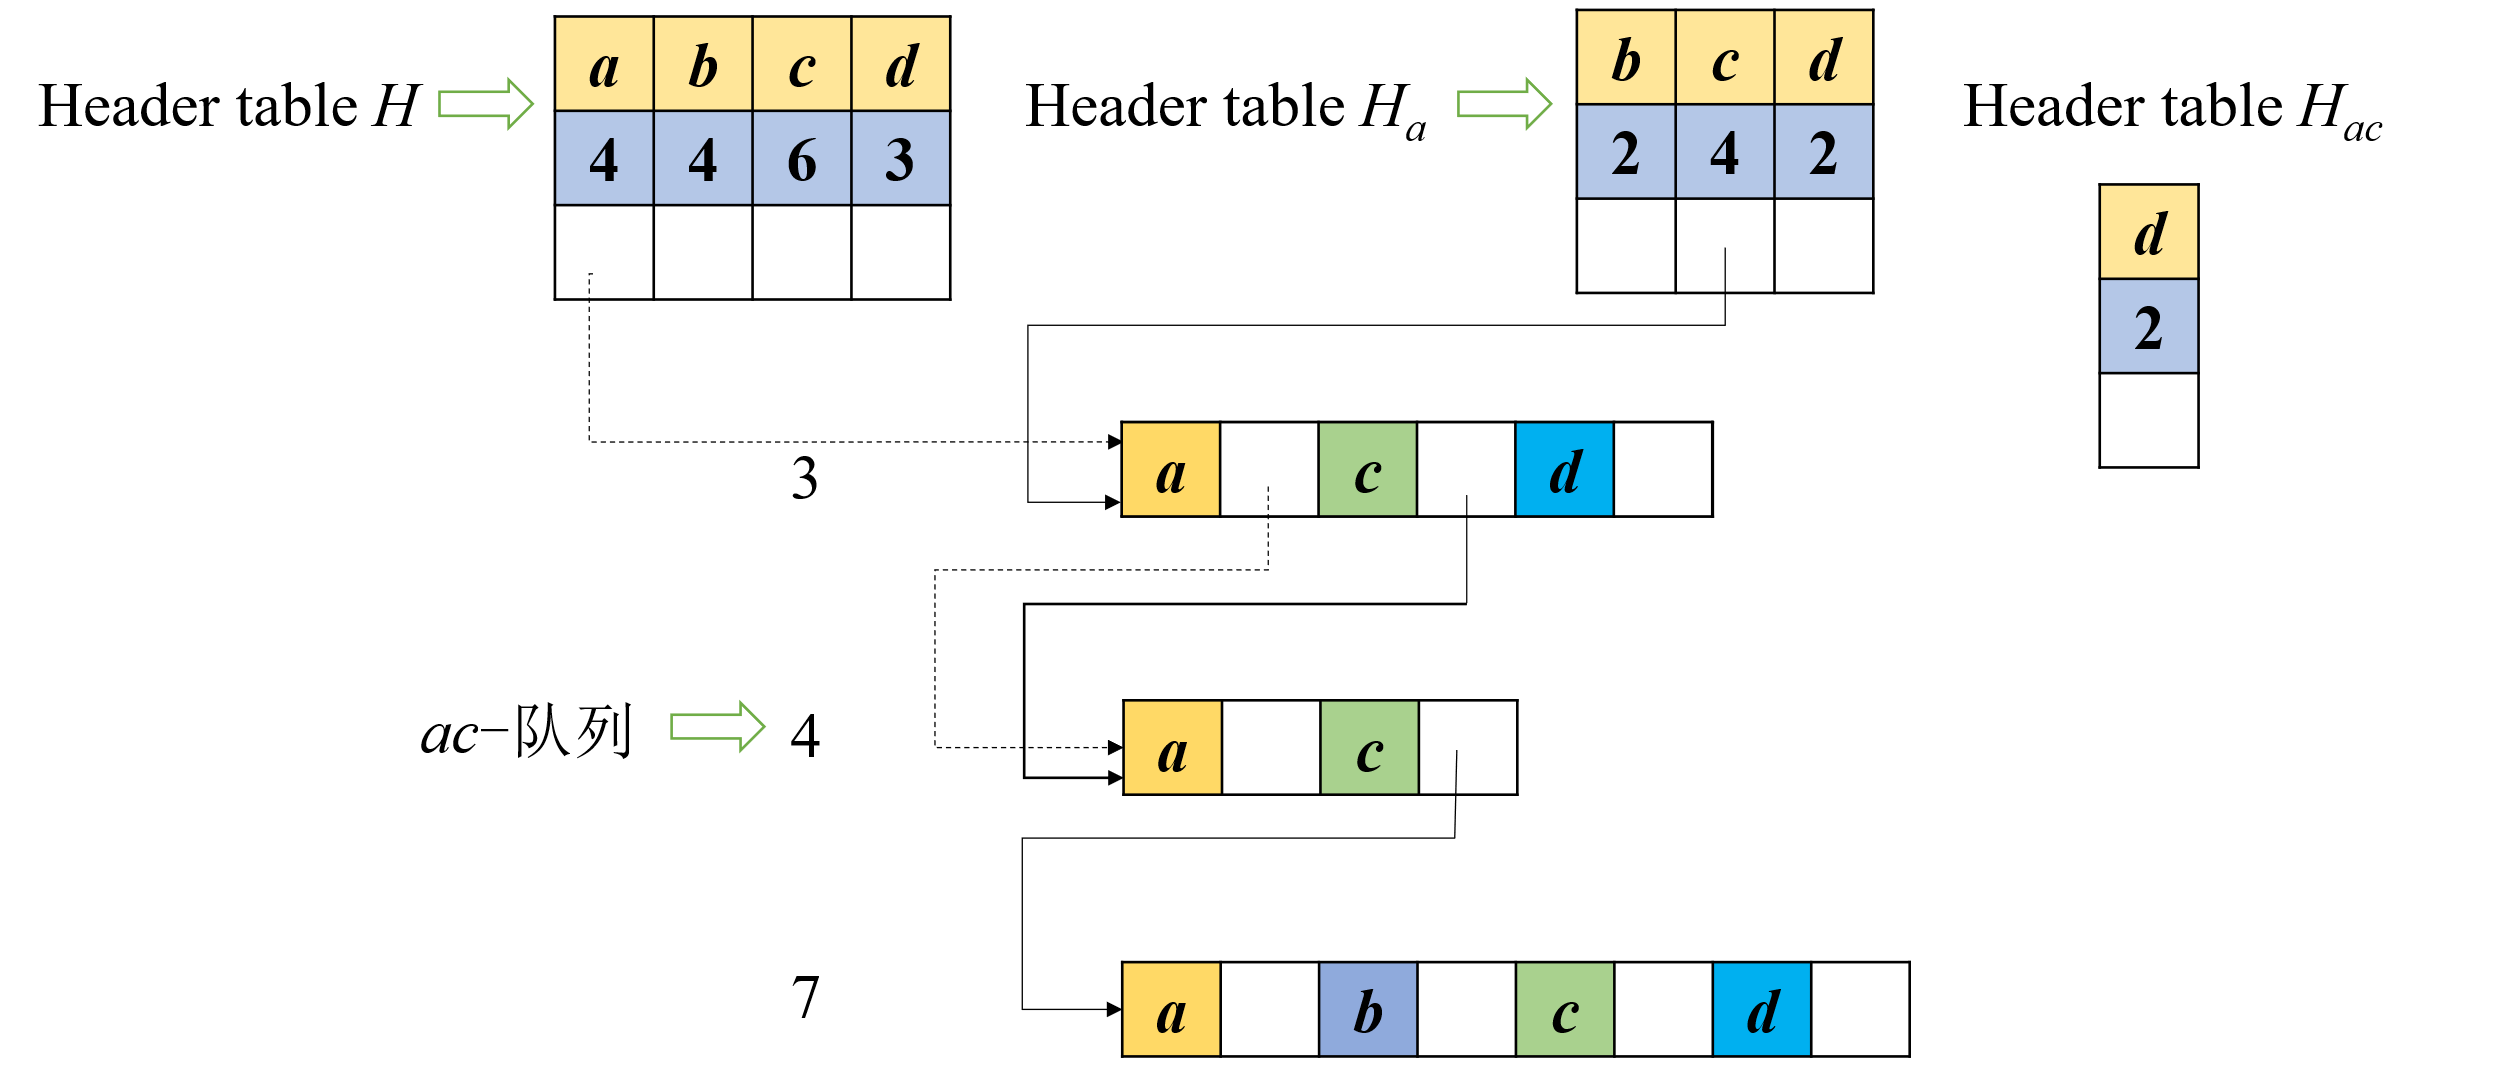 Header table H
a b c d
4 4 6 3
Header table Ha
b c d
2 4 2
Header table Hac
d
2
3
a c d
ac-队列
4
a c
7
a b c d